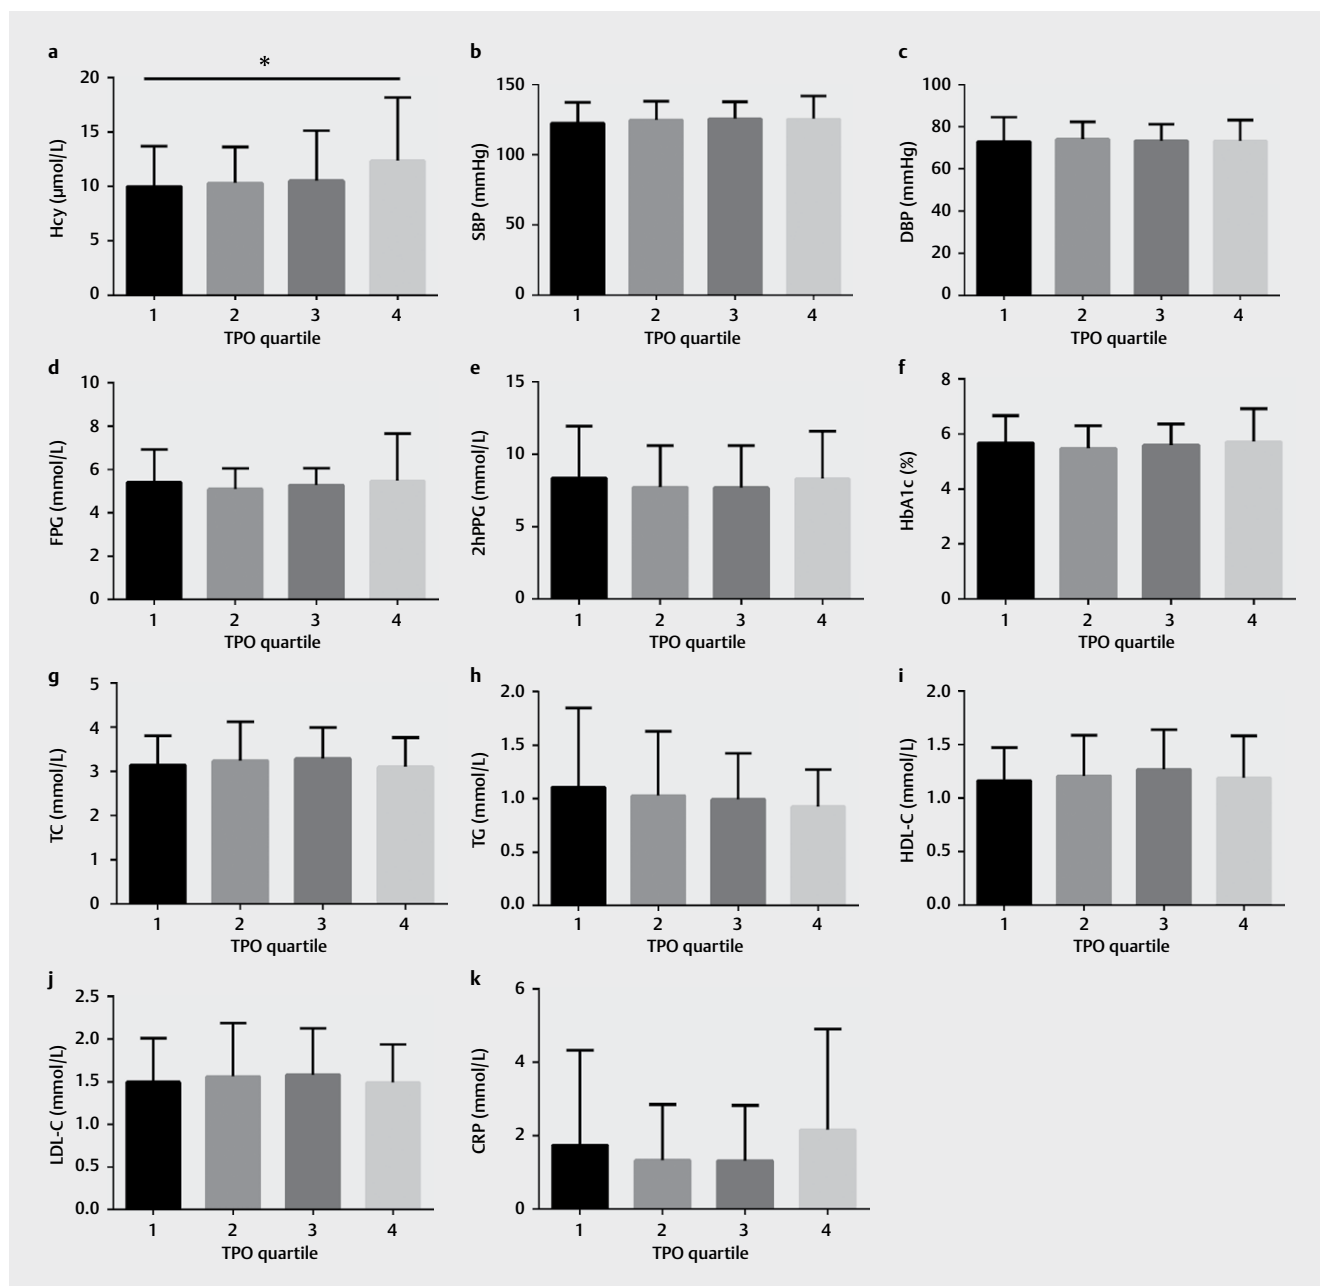 a
*
Hcy (μmol/L)
20
15
10
5
0
1 2 3 4
TPO quartile
b
SBP (mmHg)
150
100
50
0
1 2 3 4
TPO quartile
c
DBP (mmHg)
100
80
60
40
20
0
1 2 3 4
TPO quartile
d
FPG (mmol/L)
10
8
6
4
2
0
1 2 3 4
TPO quartile
e
2hPPG (mmol/L)
15
10
5
0
1 2 3 4
TPO quartile
f
HbA1c (%)
8
6
4
2
0
1 2 3 4
TPO quartile
g
TC (mmol/L)
5
4
3
2
1
0
1 2 3 4
TPO quartile
h
TG (mmol/L)
2.0
1.5
1.0
0.5
0.0
1 2 3 4
TPO quartile
i
HDL-C (mmol/L)
2.0
1.5
1.0
0.5
0.0
1 2 3 4
TPO quartile
j
LDL-C (mmol/L)
2.5
2.0
1.5
1.0
0.5
0.0
1 2 3 4
TPO quartile
k
CRP (mmol/L)
6
4
2
0
1 2 3 4
TPO quartile